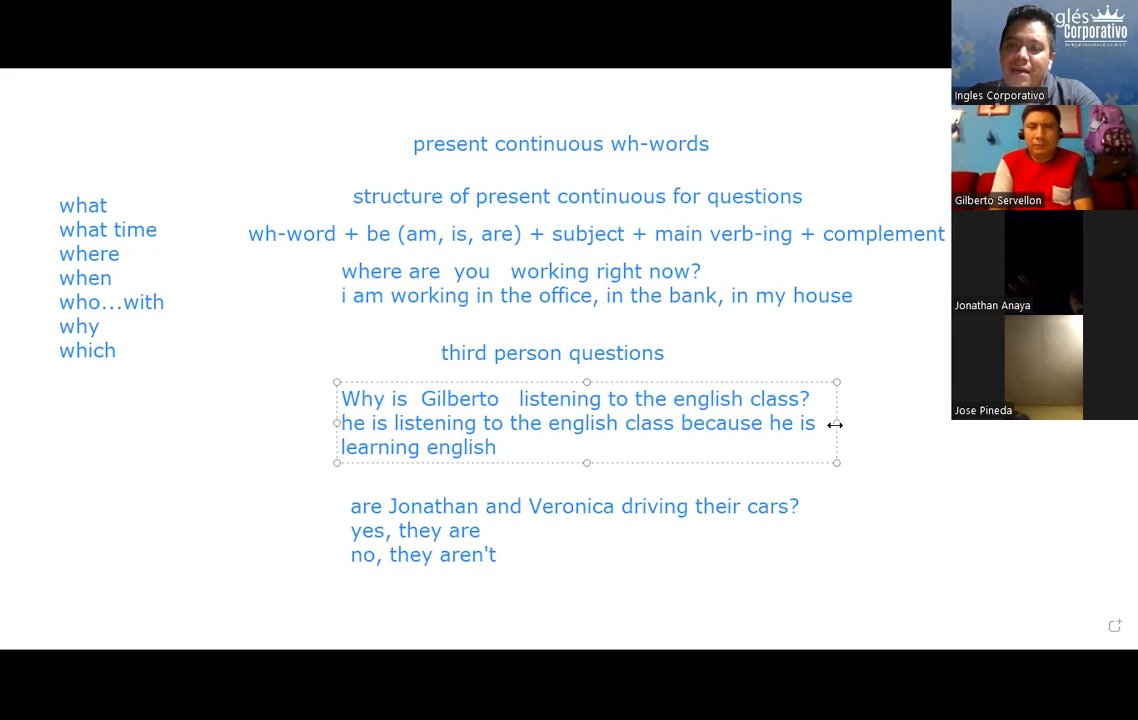 present continuous wh-words
structure of present continuous for questions
wh-word + be (am, is, are) + subject + main verb-ing + complement
what
what time
where
when
who...with
why
which
where are you working right now?
i am working in the office, in the bank, in my house
third person questions
Why is Gilberto listening to the english class?
he is listening to the english class because he is
learning english
are Jonathan and Veronica driving their cars?
yes, they are
no, they aren't
glés
Corporativo
Ingles Corporativo
Gilberto Servellon
Jonathan Anaya
Jose Pineda